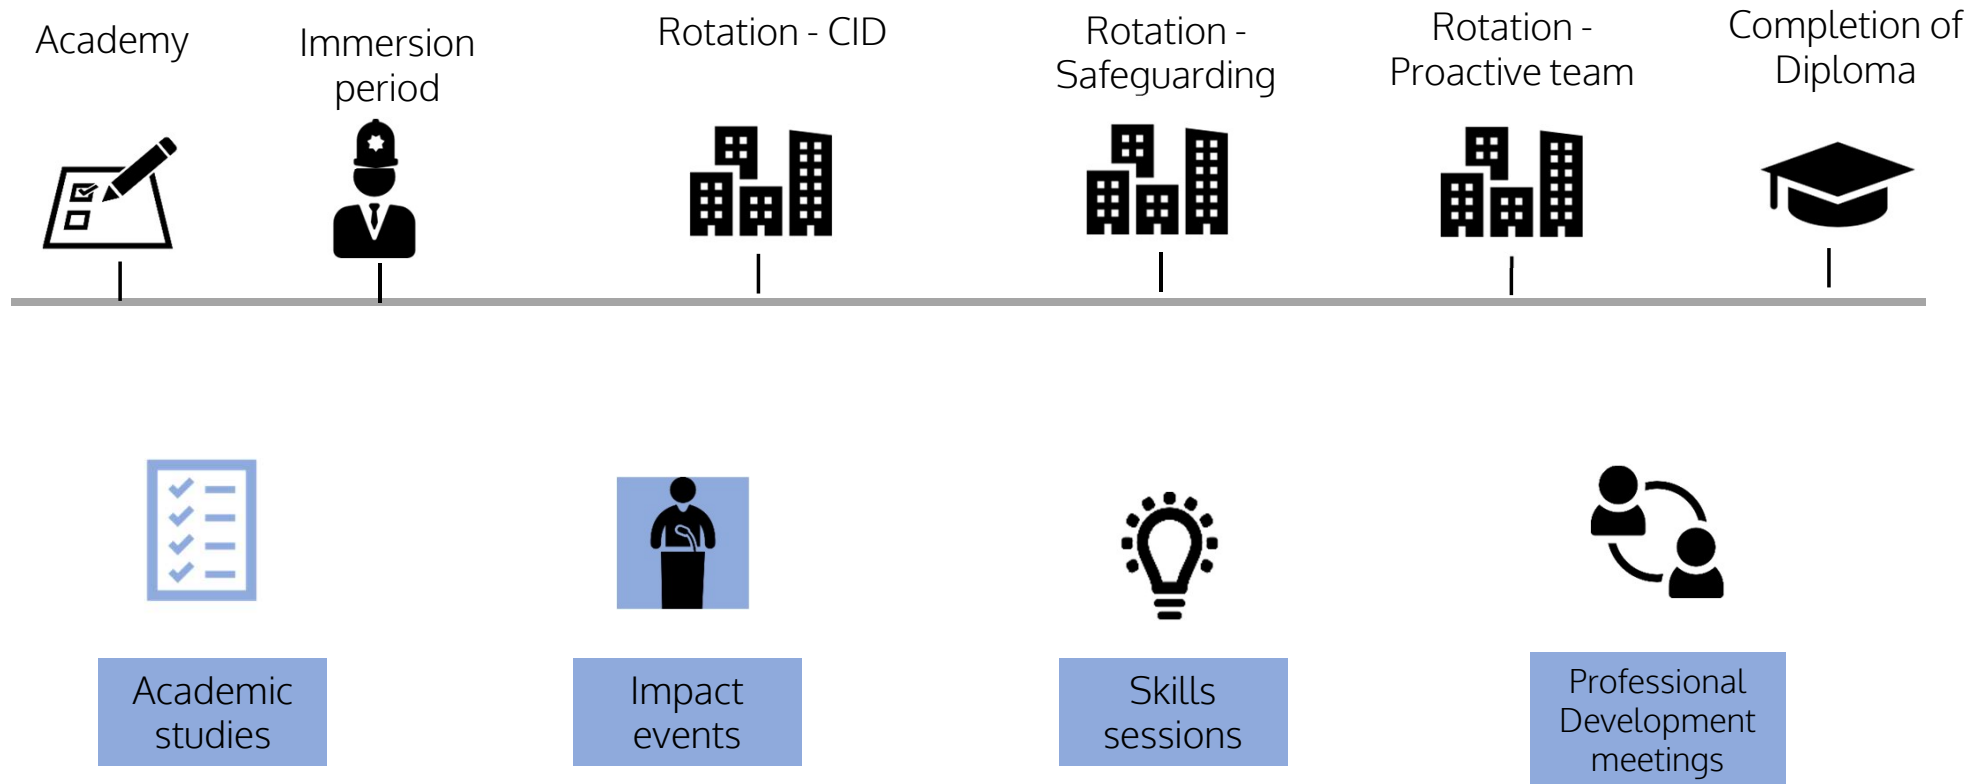 Academy
Immersion
period
Rotation - CID
Rotation -
Safeguarding
Rotation -
Proactive team
Completion of
Diploma
Academic
studies
Impact
events
Skills
sessions
Professional
Development
meetings